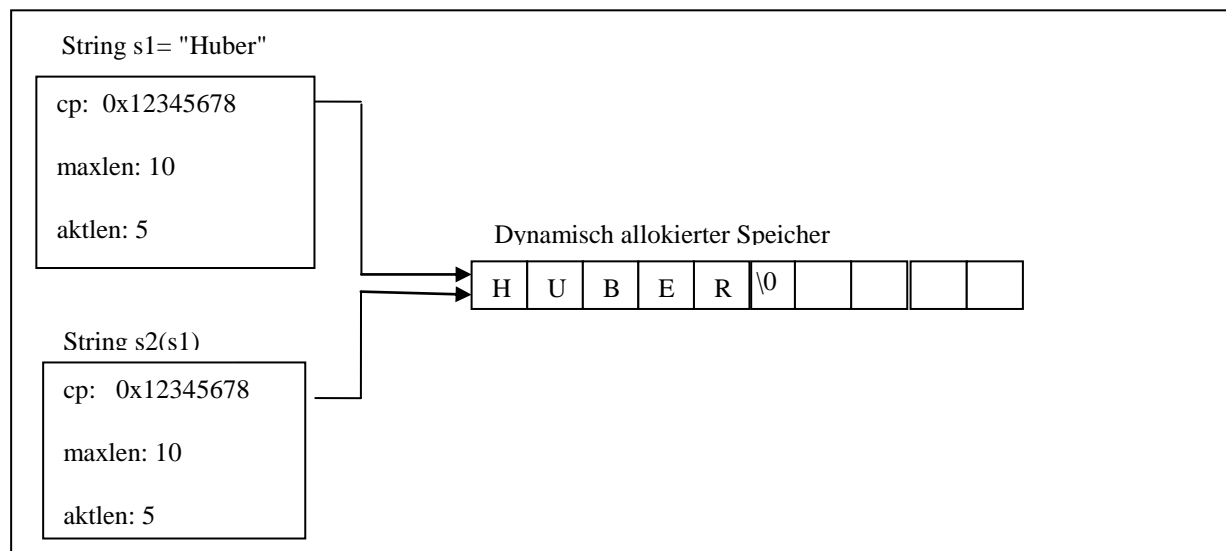 String s1= "Huber"
cp: 0x12345678
maxlen: 10
aktlen: 5
Dynamisch allokierter Speicher
H U B E R \0
String s2(s1)
cp: 0x12345678
maxlen: 10
aktlen: 5